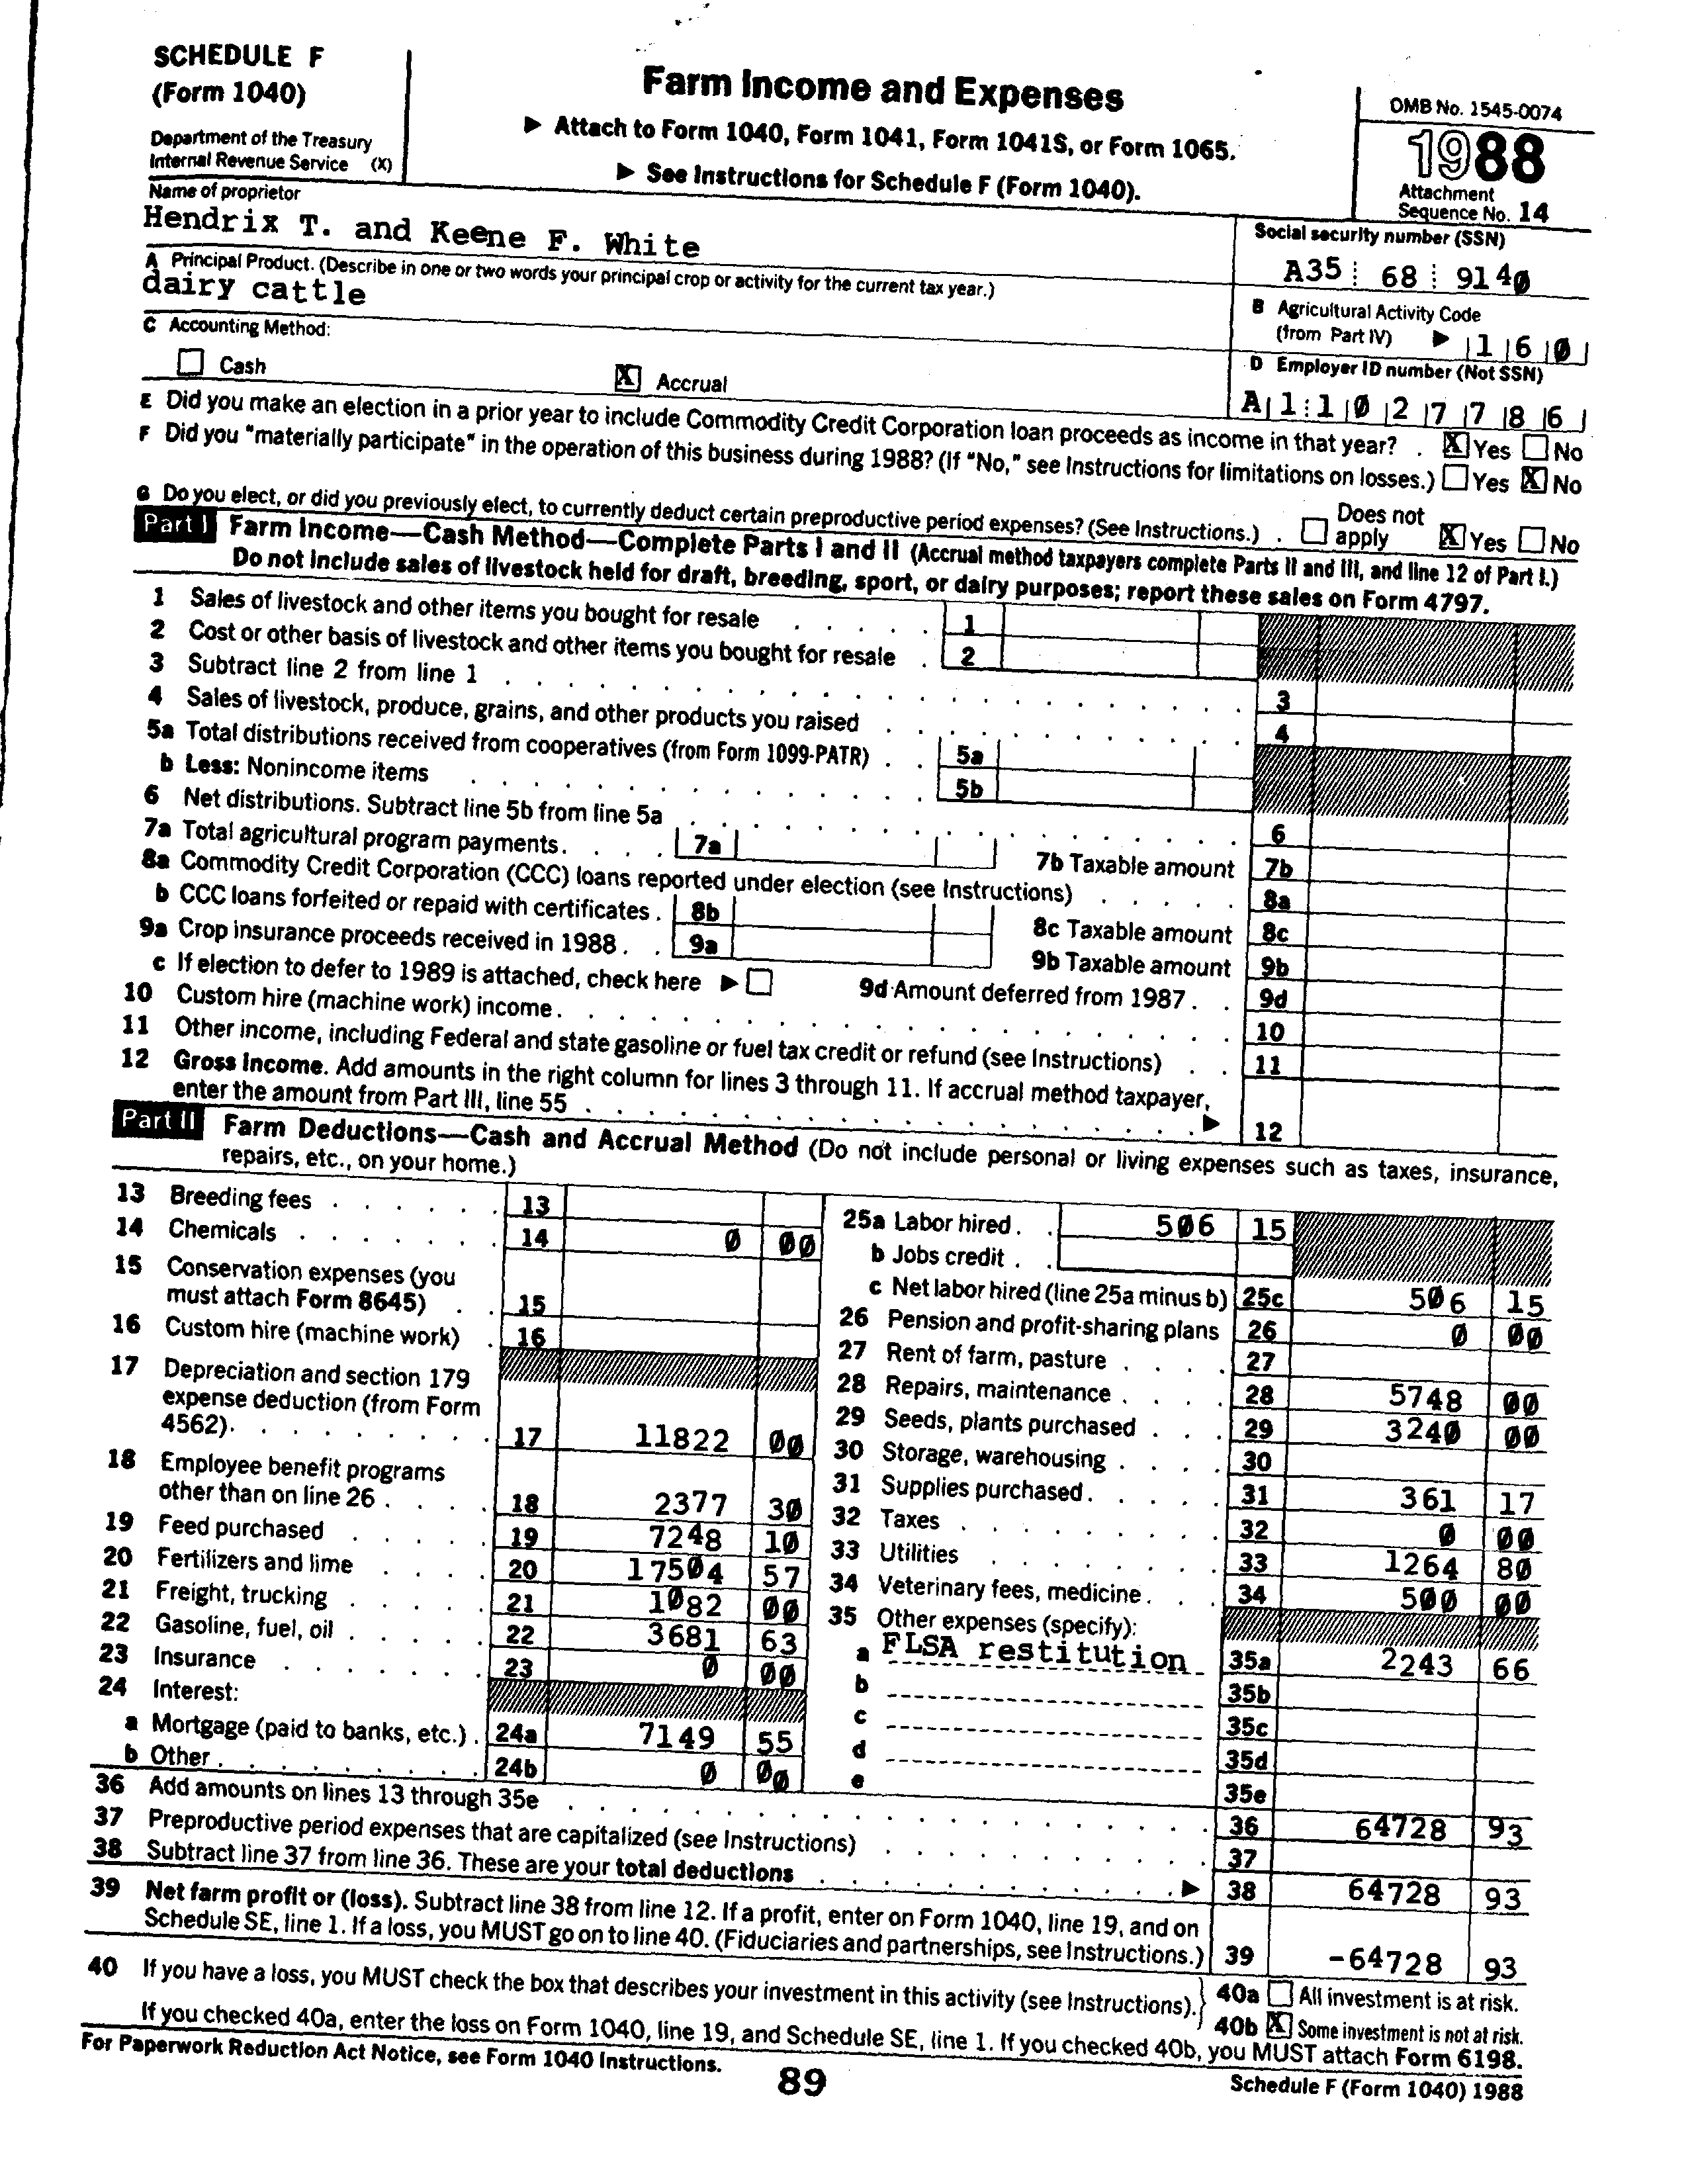 SCHEDULE F
(Form 1040)
Department of the Treasury
Internal Revenue Service (X)
Farm Income and Expenses
▶ Attach to Form 1040, Form 1041, Form 1041S, or Form 1065.
▶ See Instructions for Schedule F (Form 1040).
OMB No. 1545-0074
1988
Attachment
Sequence No. 14
Name of proprietor
Hendrix T. and Keene F. White
Social security number (SSN)
A35 68 9140
A Principal Product. (Describe in one or two words your principal crop or activity for the current tax year.)
dairy cattle
B Agricultural Activity Code
(from Part IV) ▶ 1 6 0
C Accounting Method:
Cash X Accrual
D Employer ID number (Not SSN)
A 1 1 0 2 7 7 8 6
E Did you make an election in a prior year to include Commodity Credit Corporation loan proceeds as income in that year? . X Yes No
F Did you "materially participate" in the operation of this business during 1988? (If "No," see Instructions for limitations on losses.) Yes X No
G Do you elect, or did you previously elect, to currently deduct certain preproductive period expenses? (See Instructions.) . Does not apply X Yes No
Part I Farm Income—Cash Method—Complete Parts I and II (Accrual method taxpayers complete Parts II and III, and line 12 of Part I.)
Do not include sales of livestock held for draft, breeding, sport, or dairy purposes; report these sales on Form 4797.
1 Sales of livestock and other items you bought for resale . . . . . 1
2 Cost or other basis of livestock and other items you bought for resale . 2
3 Subtract line 2 from line 1 . . . . . 3
4 Sales of livestock, produce, grains, and other products you raised . . . . . 4
5a Total distributions received from cooperatives (from Form 1099-PATR) . . 5a
b Less: Nonincome items . . . . . 5b
6 Net distributions. Subtract line 5b from line 5a . . . . . 6
7a Total agricultural program payments. . . . . 7a 7b Taxable amount 7b
8a Commodity Credit Corporation (CCC) loans reported under election (see Instructions) . . . . . 8a
b CCC loans forfeited or repaid with certificates . 8b 8c Taxable amount 8c
9a Crop insurance proceeds received in 1988 . . 9a 9b Taxable amount 9b
c If election to defer to 1989 is attached, check here ▶ 9d Amount deferred from 1987 . . 9d
10 Custom hire (machine work) income . . . . . 10
11 Other income, including Federal and state gasoline or fuel tax credit or refund (see Instructions) . . 11
12 Gross Income. Add amounts in the right column for lines 3 through 11. If accrual method taxpayer,
enter the amount from Part III, line 55 . . . . . ▶ 12
Part II Farm Deductions—Cash and Accrual Method (Do not include personal or living expenses such as taxes, insurance,
repairs, etc., on your home.)
13 Breeding fees . . . . . . 13
14 Chemicals . . . . . . . 14 0 00
15 Conservation expenses (you
must attach Form 8645) . . 15
16 Custom hire (machine work) . 16
17 Depreciation and section 179
expense deduction (from Form
4562). . . . . . . . . 17 11822 00
18 Employee benefit programs
other than on line 26 . . . . 18 2377 30
19 Feed purchased . . . . 19 7248 10
20 Fertilizers and lime . . . . 20 17504 57
21 Freight, trucking . . . . . 21 1082 00
22 Gasoline, fuel, oil . . . . . 22 3681 63
23 Insurance . . . . . . . 23 0 00
24 Interest:
a Mortgage (paid to banks, etc.) . 24a 7149 55
b Other . . . . . . . . 24b 0 00
25a Labor hired . . 506 15
b Jobs credit . .
c Net labor hired (line 25a minus b) 25c 506 15
26 Pension and profit-sharing plans 26 0 00
27 Rent of farm, pasture . . . . 27
28 Repairs, maintenance . . . . 28 5748 00
29 Seeds, plants purchased . . . 29 3240 00
30 Storage, warehousing . . . . 30
31 Supplies purchased . . . . . 31 361 17
32 Taxes . . . . . . . . . 32 0 00
33 Utilities . . . . . . . 33 1264 80
34 Veterinary fees, medicine . . . 34 500 00
35 Other expenses (specify):
a FLSA restitution 35a 2243 66
b 35b
c 35c
d 35d
e 35e
36 Add amounts on lines 13 through 35e . . . . . 36 64728 93
37 Preproductive period expenses that are capitalized (see Instructions) . . . . . 37
38 Subtract line 37 from line 36. These are your total deductions . . . . . ▶ 38 64728 93
39 Net farm profit or (loss). Subtract line 38 from line 12. If a profit, enter on Form 1040, line 19, and on
Schedule SE, line 1. If a loss, you MUST go on to line 40. (Fiduciaries and partnerships, see Instructions.) 39 -64728 93
40 If you have a loss, you MUST check the box that describes your investment in this activity (see Instructions). 40a All investment is at risk.
40b X Some investment is not at risk.
If you checked 40a, enter the loss on Form 1040, line 19, and Schedule SE, line 1. If you checked 40b, you MUST attach Form 6198.
For Paperwork Reduction Act Notice, see Form 1040 Instructions.
89
Schedule F (Form 1040) 1988